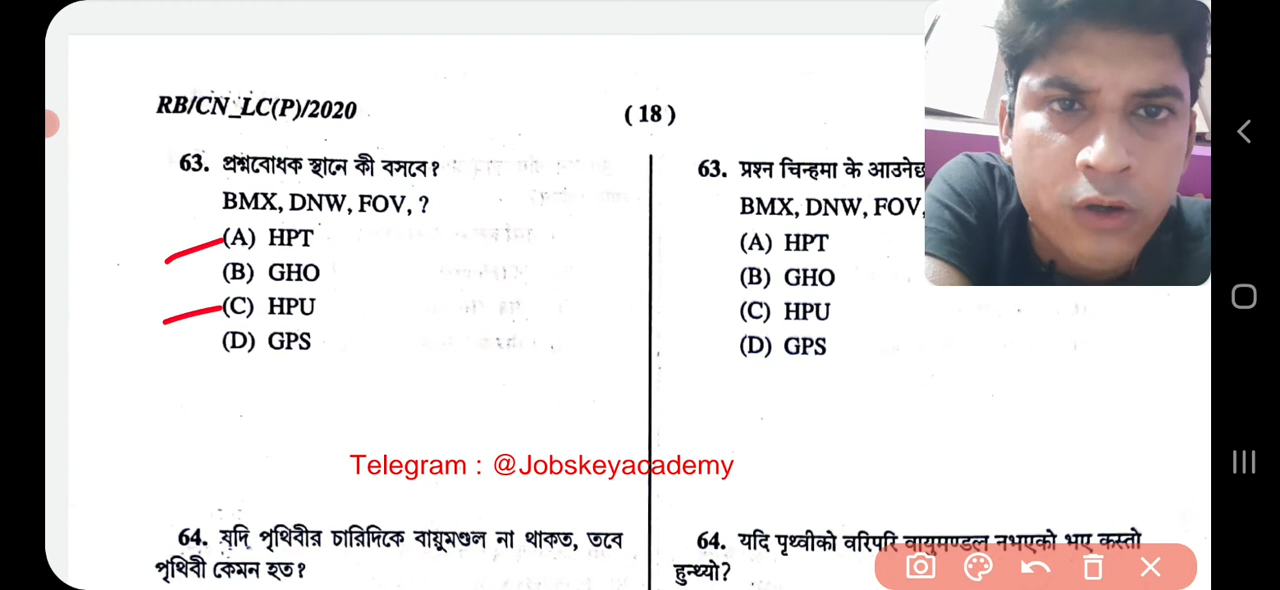 RB/CN_LC(P)/2020
( 18 )
63. প্রশ্নবোধক স্থানে কী বসবে?
BMX, DNW, FOV, ?
(A) HPT
(B) GHO
(C) HPU
(D) GPS
63. प्रश्न चिन्हमा के आउनेछ
BMX, DNW, FOV,
(A) HPT
(B) GHO
(C) HPU
(D) GPS
Telegram : @Jobskeyacademy
64. যদি পৃথিবীর চারিদিকে বায়ুমণ্ডল না থাকত, তবে
পৃথিবী কেমন হত?
64. यदि पृथ्वीको वरिपरि वायुमण्डल नभएको भए कस्तो
हुन्थ्यो?